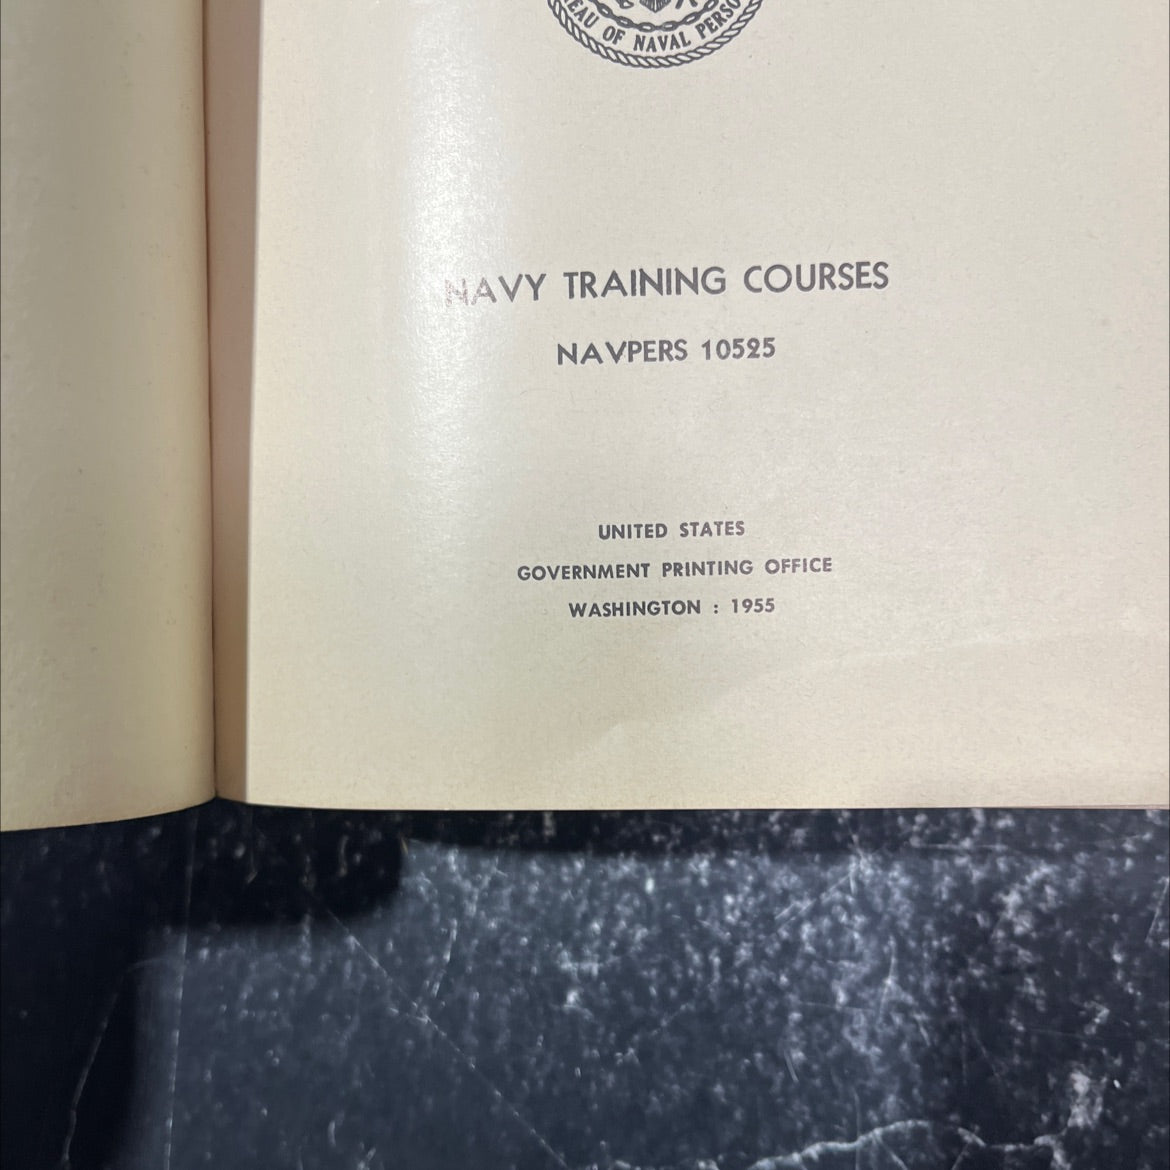 EAU OF NAVAL PERSO
NAVY TRAINING COURSES
NAVPERS 10525
UNITED STATES
GOVERNMENT PRINTING OFFICE
WASHINGTON : 1955